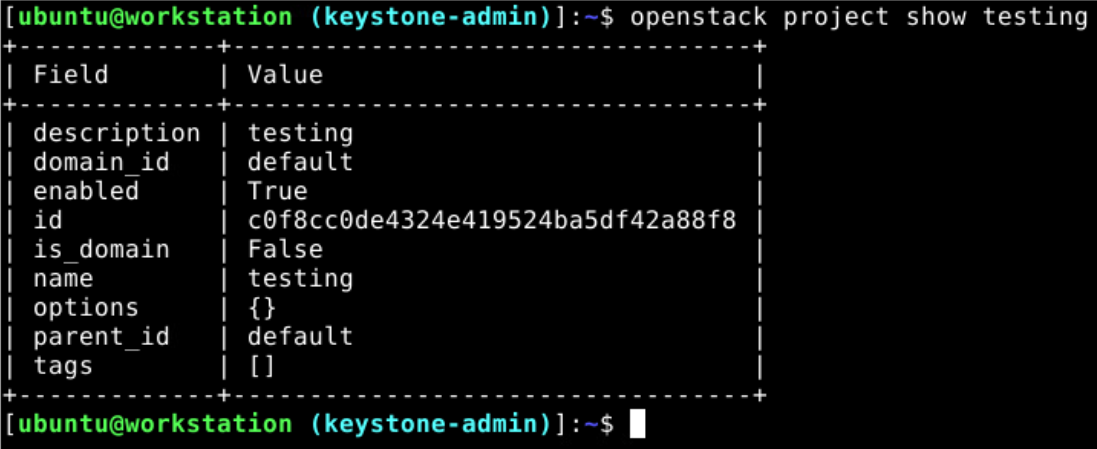 [ubuntu@workstation (keystone-admin)]:~$ openstack project show testing
+-------------+----------------------------------+
| Field       | Value                            |
+-------------+----------------------------------+
| description | testing                          |
| domain_id   | default                          |
| enabled     | True                             |
| id          | c0f8cc0de4324e419524ba5df42a88f8 |
| is_domain   | False                            |
| name        | testing                          |
| options     | {}                               |
| parent_id   | default                          |
| tags        | []                               |
+-------------+----------------------------------+
[ubuntu@workstation (keystone-admin)]:~$